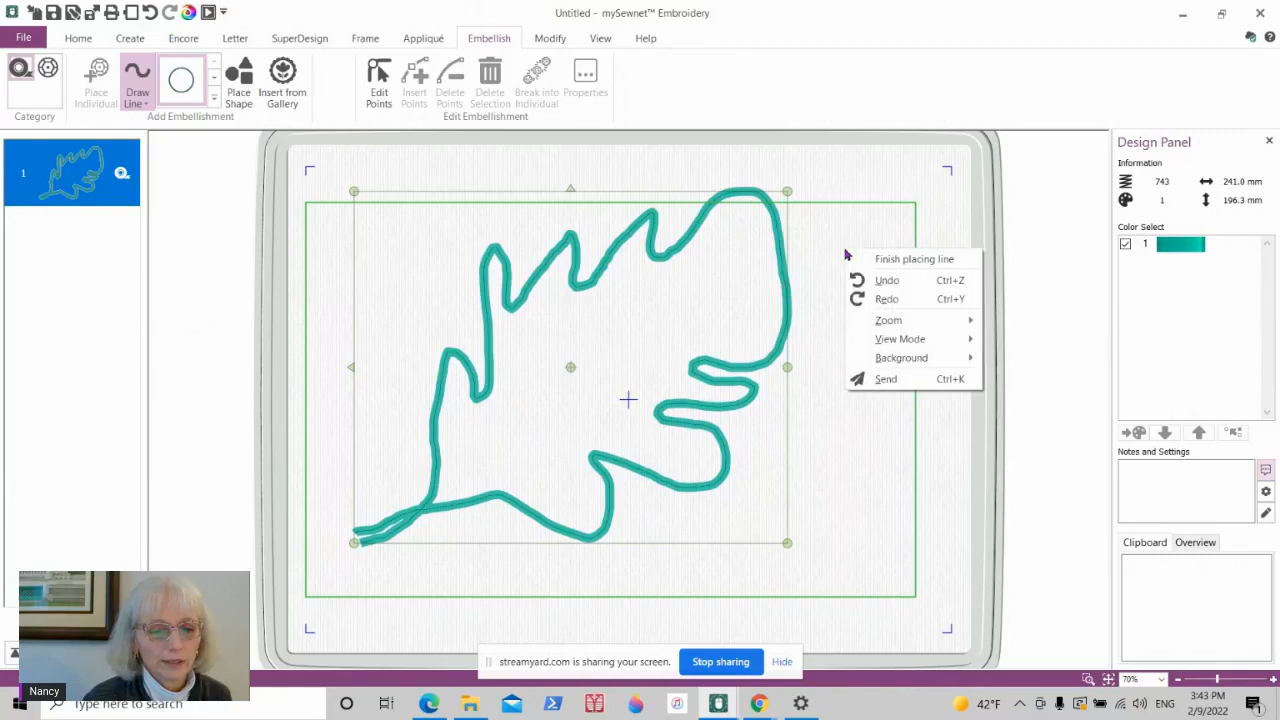 Untitled - mySewnet™ Embroidery
File Home Create Encore Letter SuperDesign Frame Appliqué Embellish Modify View Help
Place Individual
Draw Line
Place Shape
Insert from Gallery
Edit Points
Insert Points
Delete Points
Delete Selection
Break into Individual
Properties
Category
Add Embellishment
Edit Embellishment
1
Finish placing line
Undo Ctrl+Z
Redo Ctrl+Y
Zoom
View Mode
Background
Send Ctrl+K
Design Panel
Information
743 241.0 mm
1 196.3 mm
Color Select
1
Notes and Settings
Clipboard Overview
streamyard.com is sharing your screen. Stop sharing Hide
Nancy
70%
Type here to search
42°F
3:43 PM
2/9/2022
1